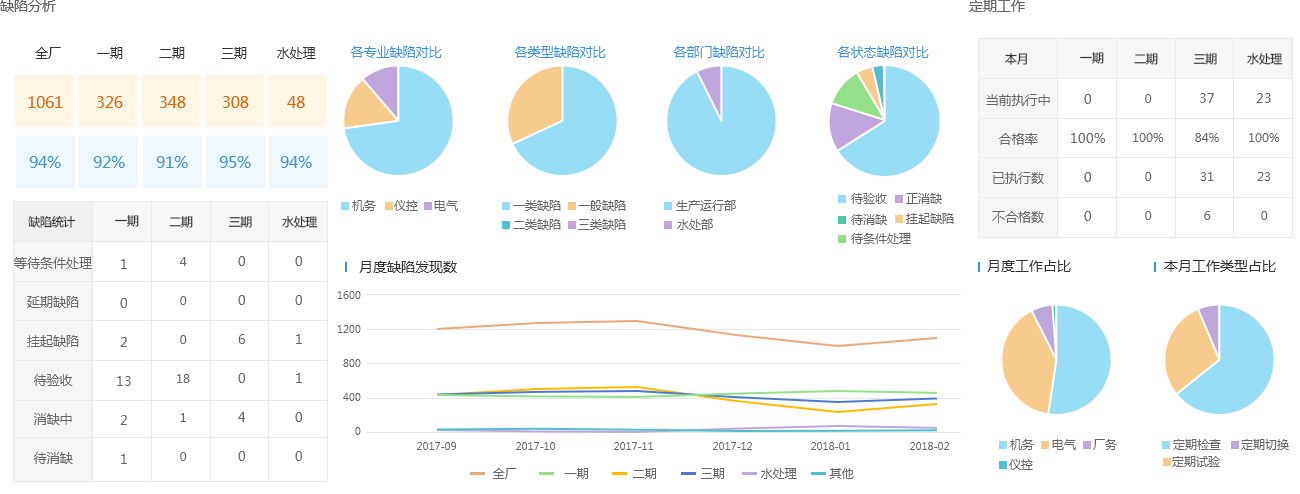 缺陷分析
全厂 一期 二期 三期 水处理
1061 326 348 308 48
94% 92% 91% 95% 94%
缺陷统计 一期 二期 三期 水处理
等待条件处理 1 4 0 0
延期缺陷 0 0 0 0
挂起缺陷 2 0 6 1
待验收 13 18 0 1
消缺中 2 1 4 0
待消缺 1 0 0 0
各专业缺陷对比
机务 仪控 电气
各类型缺陷对比
一类缺陷 一般缺陷
二类缺陷 三类缺陷
各部门缺陷对比
生产运行部
水处部
各状态缺陷对比
待验收 正消缺
待消缺 挂起缺陷
待条件处理
月度缺陷发现数
1600
1200
800
400
0
2017-09 2017-10 2017-11 2017-12 2018-01 2018-02
全厂 一期 二期 三期 水处理 其他
定期工作
本月 一期 二期 三期 水处理
当前执行中 0 0 37 23
合格率 100% 100% 84% 100%
已执行数 0 0 31 23
不合格数 0 0 6 0
月度工作占比
机务 电气 厂务
仪控
本月工作类型占比
定期检查 定期切换
定期试验